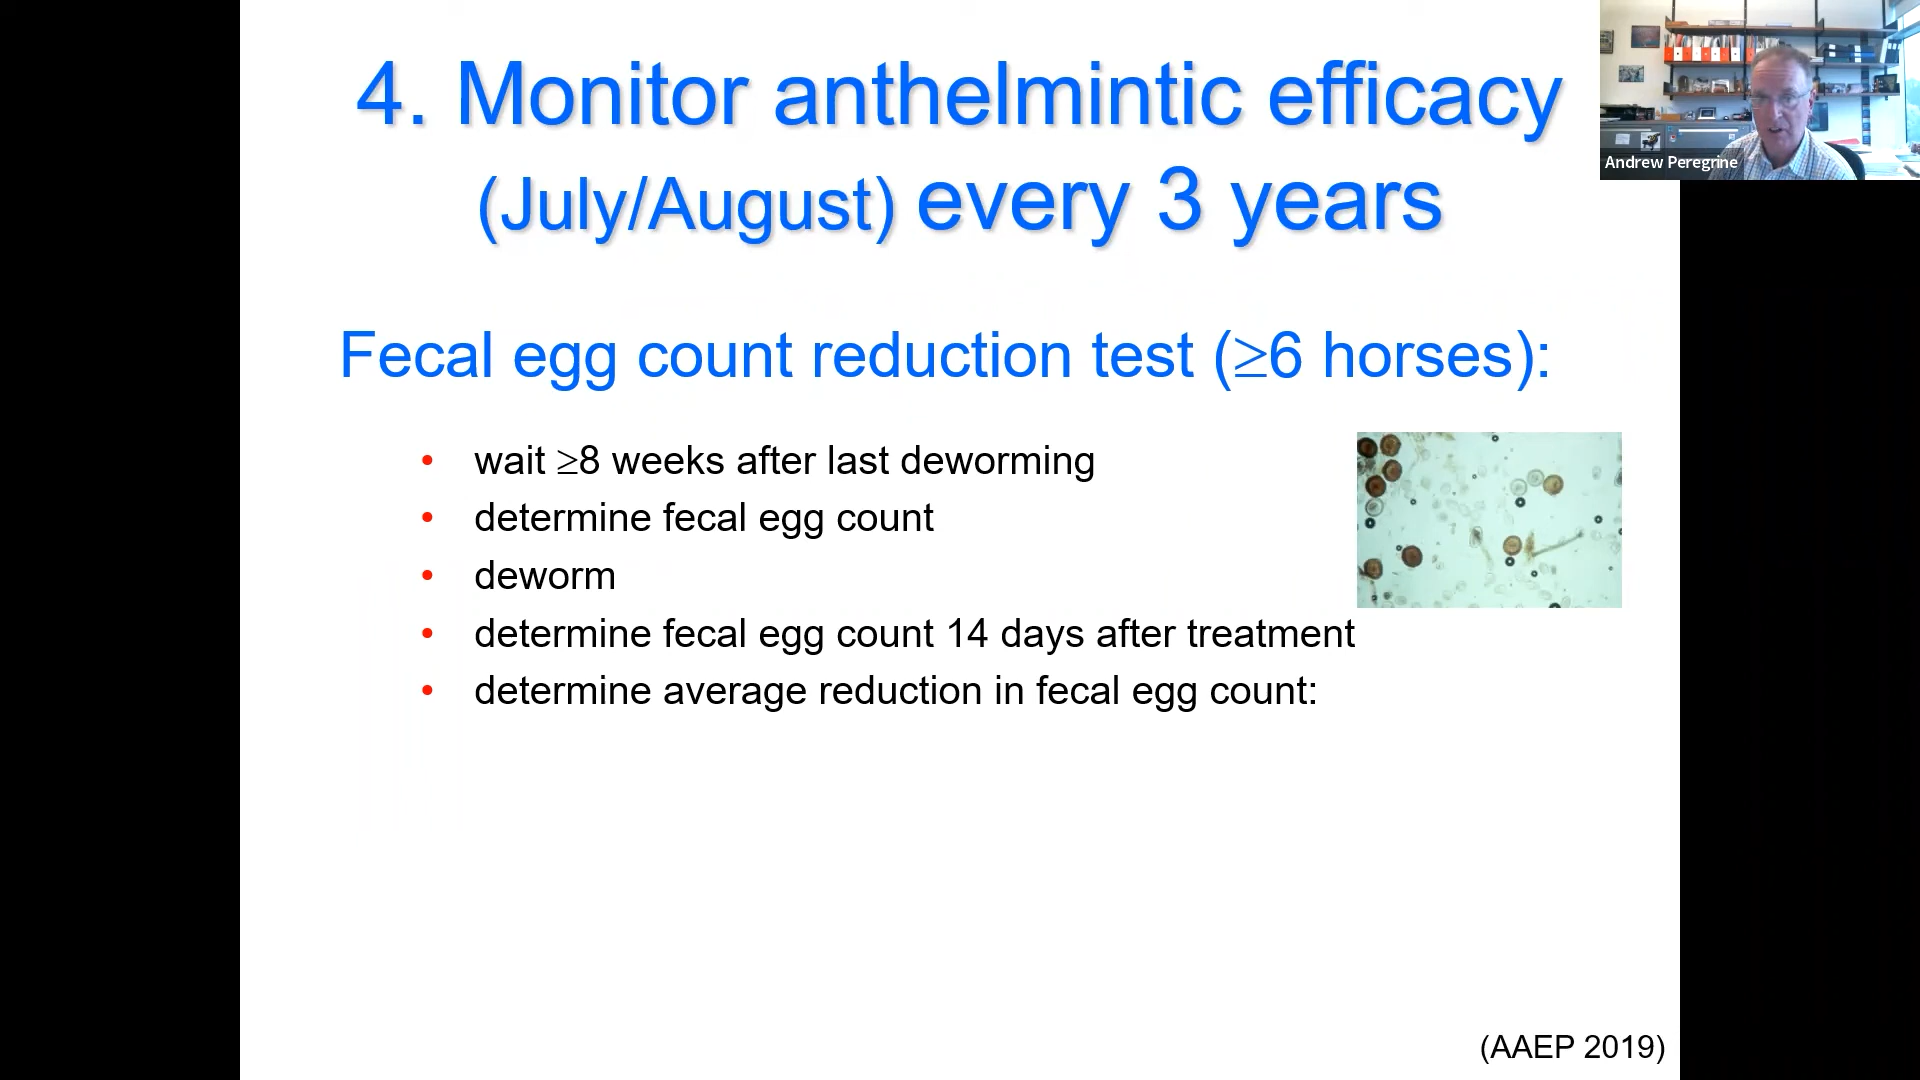 4. Monitor anthelmintic efficacy
(July/August) every 3 years
Andrew Peregrine
Fecal egg count reduction test (≥6 horses):
• wait ≥8 weeks after last deworming
• determine fecal egg count
• deworm
• determine fecal egg count 14 days after treatment
• determine average reduction in fecal egg count:
(AAEP 2019)